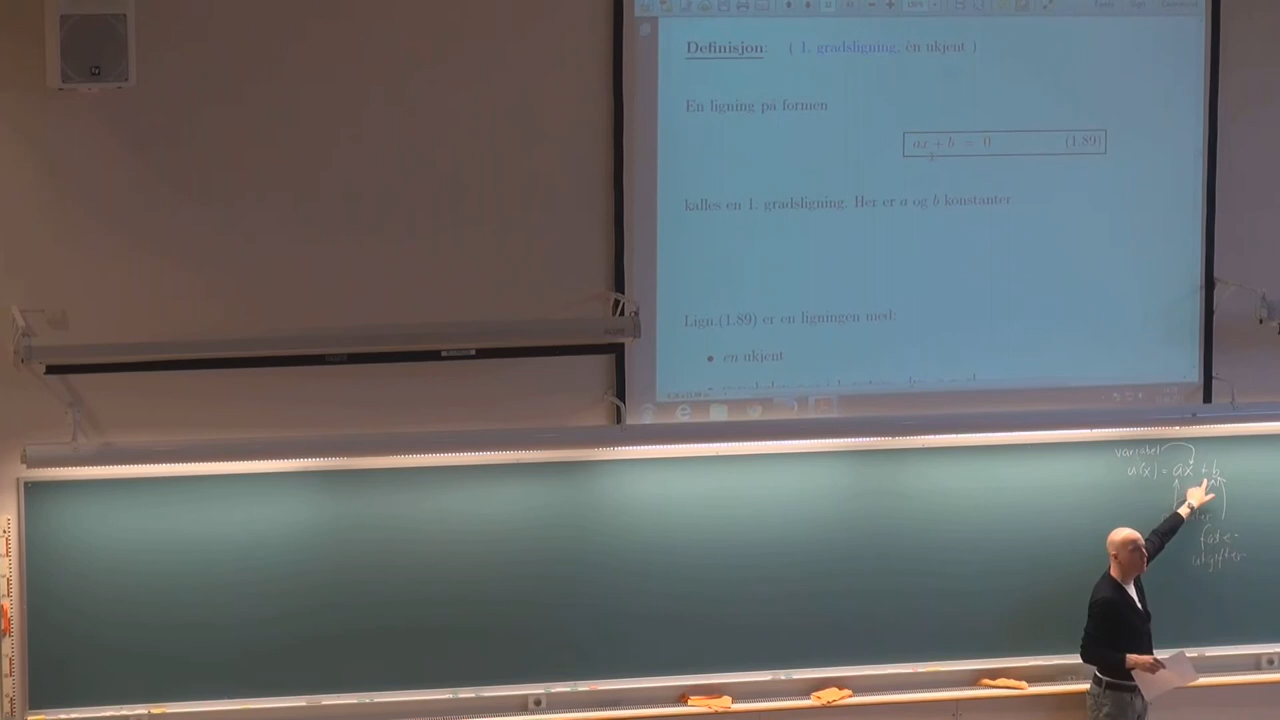 Definisjon: ( 1. gradsligning, èn ukjent )
En ligning på formen
ax + b = 0 (1.89)
kalles en 1. gradsligning. Her er a og b konstanter
Lign.(1.89) er en ligningen med:
• en ukjent
variabel
u(x) = ax + b
faste-
utgifter